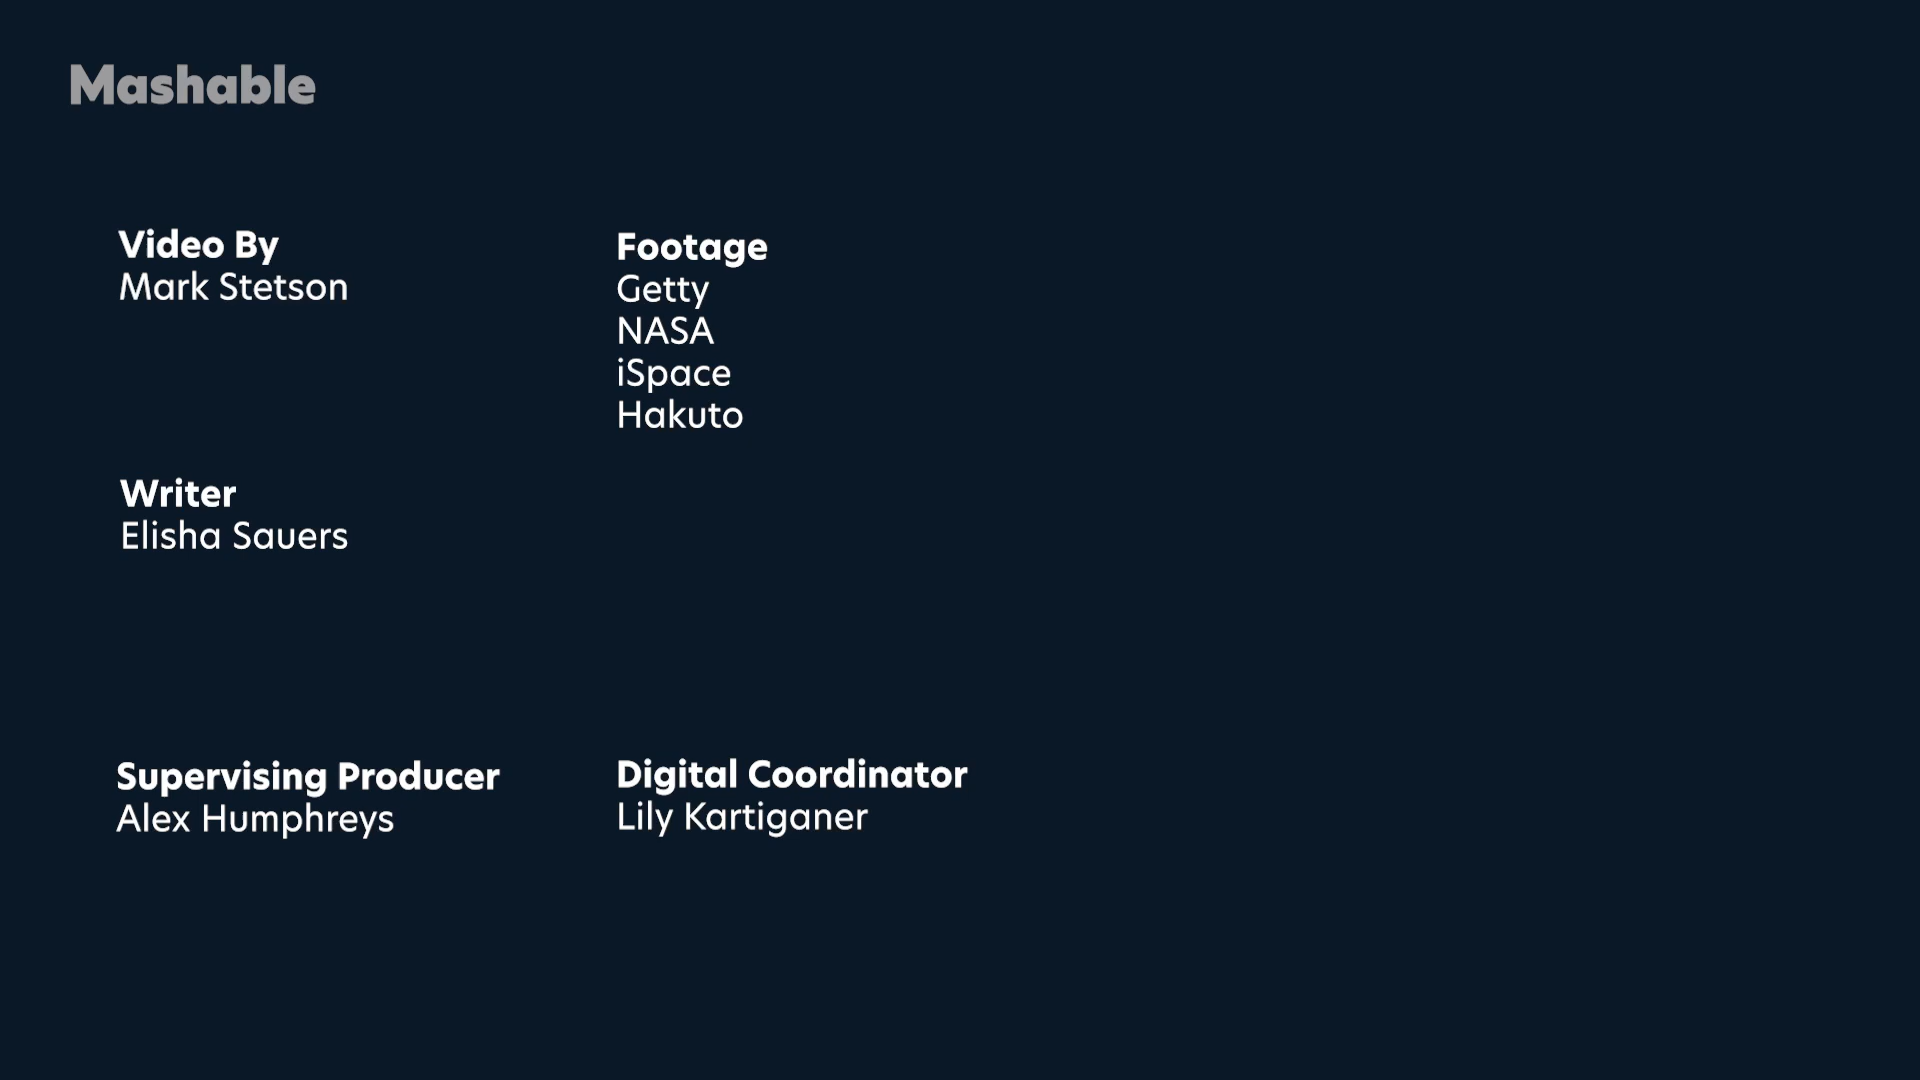 Mashable
Video By
Mark Stetson
Footage
Getty
NASA
iSpace
Hakuto
Writer
Elisha Sauers
Supervising Producer
Alex Humphreys
Digital Coordinator
Lily Kartiganer